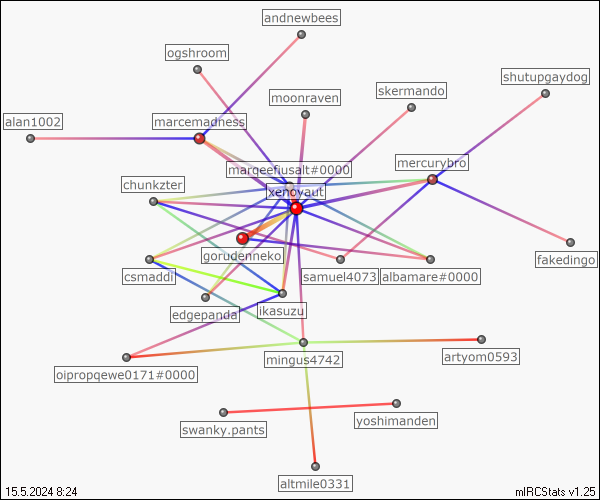 andnewbees
ogshroom
shutupgaydog
skermando
moonraven
alan1002
marcemadness
mercurybro
marqeefiusalt#0000
chunkzter
xenoyaut
gorudenneko
fakedingo
csmaddi
samuel4073
albamare#0000
edgepanda
ikasuzu
mingus4742
artyom0593
oipropqewe0171#0000
yoshimanden
swanky.pants
altmile0331
15.5.2024 8:24
mIRCStats v1.25